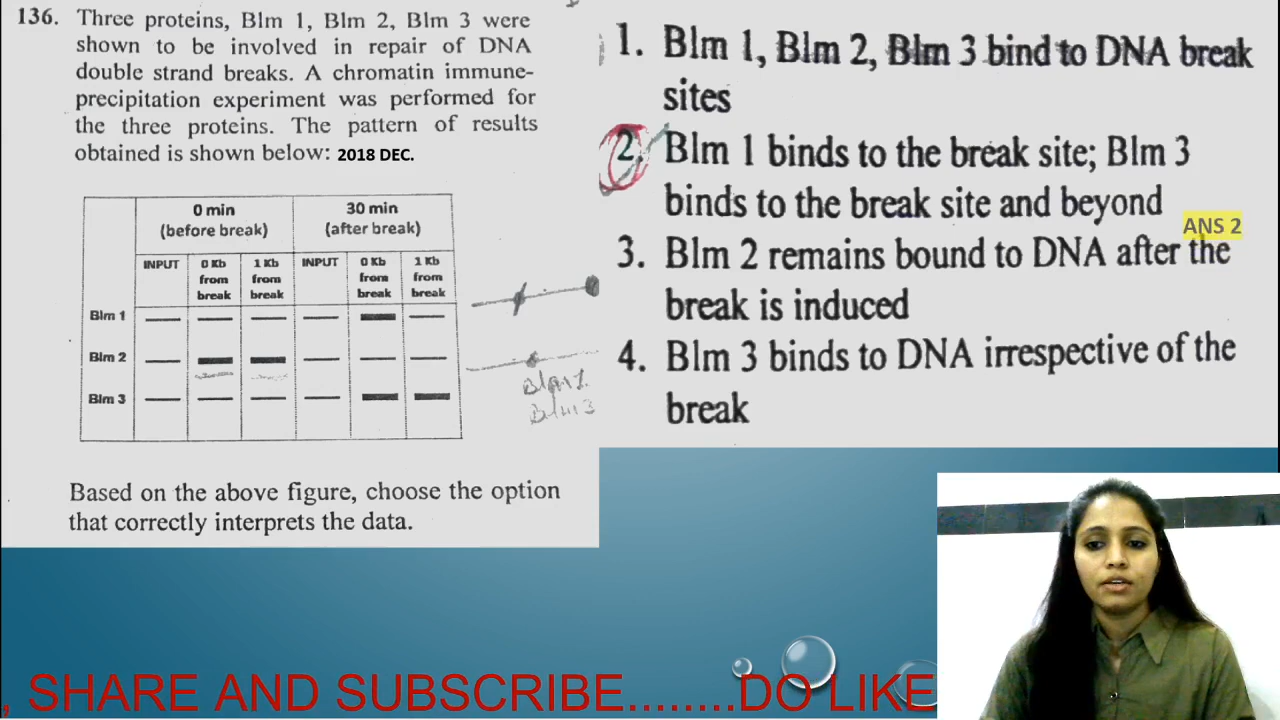 136. Three proteins, Blm 1, Blm 2, Blm 3 were
shown to be involved in repair of DNA
double strand breaks. A chromatin immune-
precipitation experiment was performed for
the three proteins. The pattern of results
obtained is shown below: 2018 DEC.
0 min
(before break)
30 min
(after break)
INPUT
0 Kb
from
break
1 Kb
from
break
INPUT
0 Kb
from
break
1 Kb
from
break
Blm 1
Blm 2
Blm 3
Blm 3
Based on the above figure, choose the option
that correctly interprets the data.
1. Blm 1, Blm 2, Blm 3 bind to DNA break
sites
2. Blm 1 binds to the break site; Blm 3
binds to the break site and beyond
ANS 2
3. Blm 2 remains bound to DNA after the
break is induced
4. Blm 3 binds to DNA irrespective of the
break
, SHARE AND SUBSCRIBE........DO LIKE